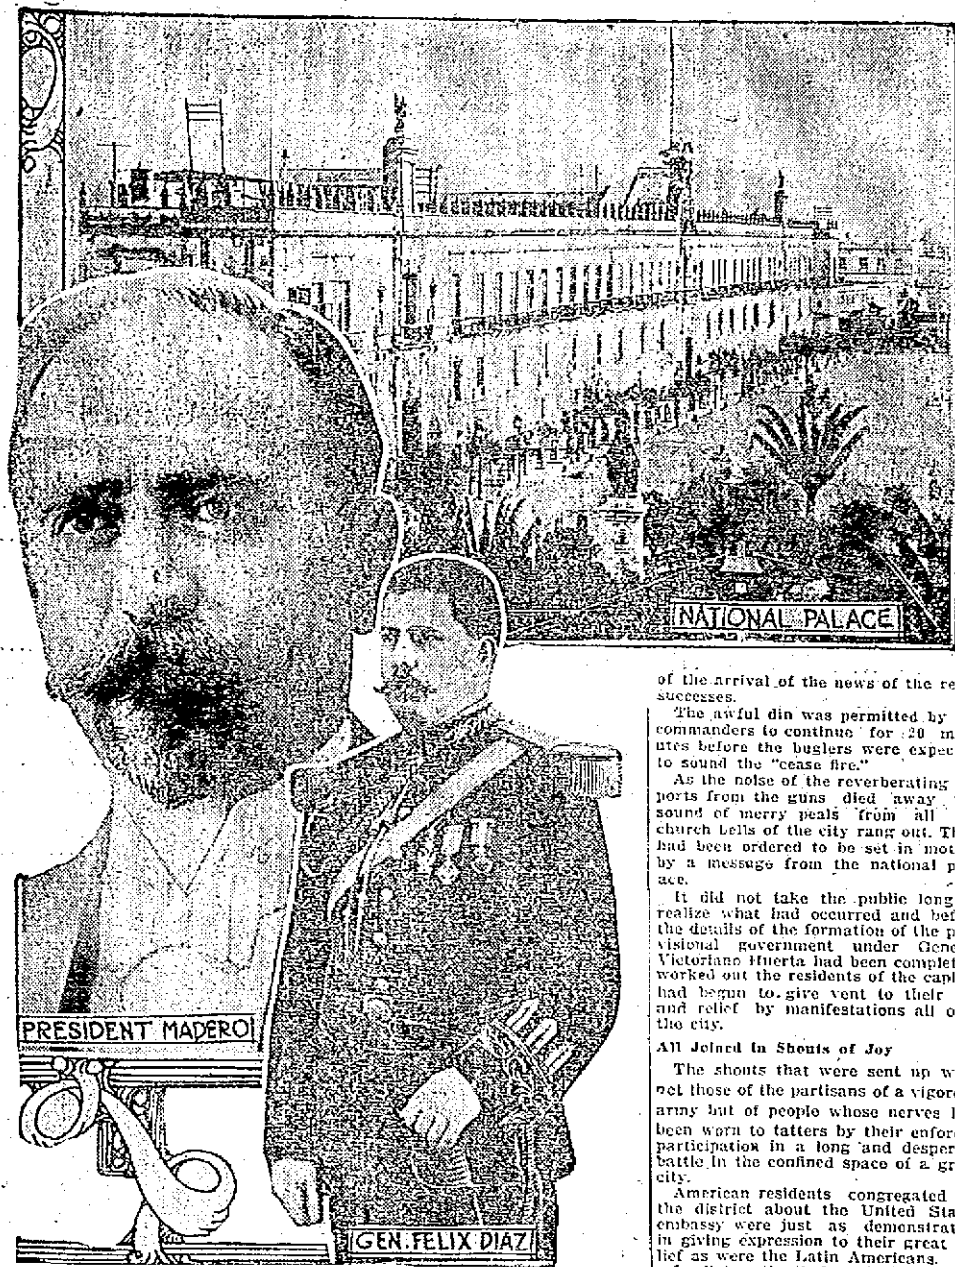 NATIONAL PALACE
PRESIDENT MADERO
GEN. FELIX DIAZ
of the arrival of the news of the re
successes.
The awful din was permitted by
commanders to continue for 20 min
utes before the buglers were expec
to sound the "cease fire."
As the noise of the reverberating
ports from the guns died away
sound of merry peals from all
church bells of the city rang out. Th
had been ordered to be set in mot
by a message from the national p
ace.
It did not take the public long
realize what had occurred and bef
the details of the formation of the p
visional government under Gene
Victoriano Huerta had been complet
worked out the residents of the capi
had begun to give vent to their
and relief by manifestations all o
the city.
All Joined in Shouts of Joy
The shouts that were sent up w
not those of the partisans of a vigoro
army but of people whose nerves h
been worn to tatters by their enfor
participation in a long and desper
battle in the confined space of a gr
city.
American residents congregated
the district about the United Sta
embassy were just as demonstrat
in giving expression to their great
lief as were the Latin Americans.